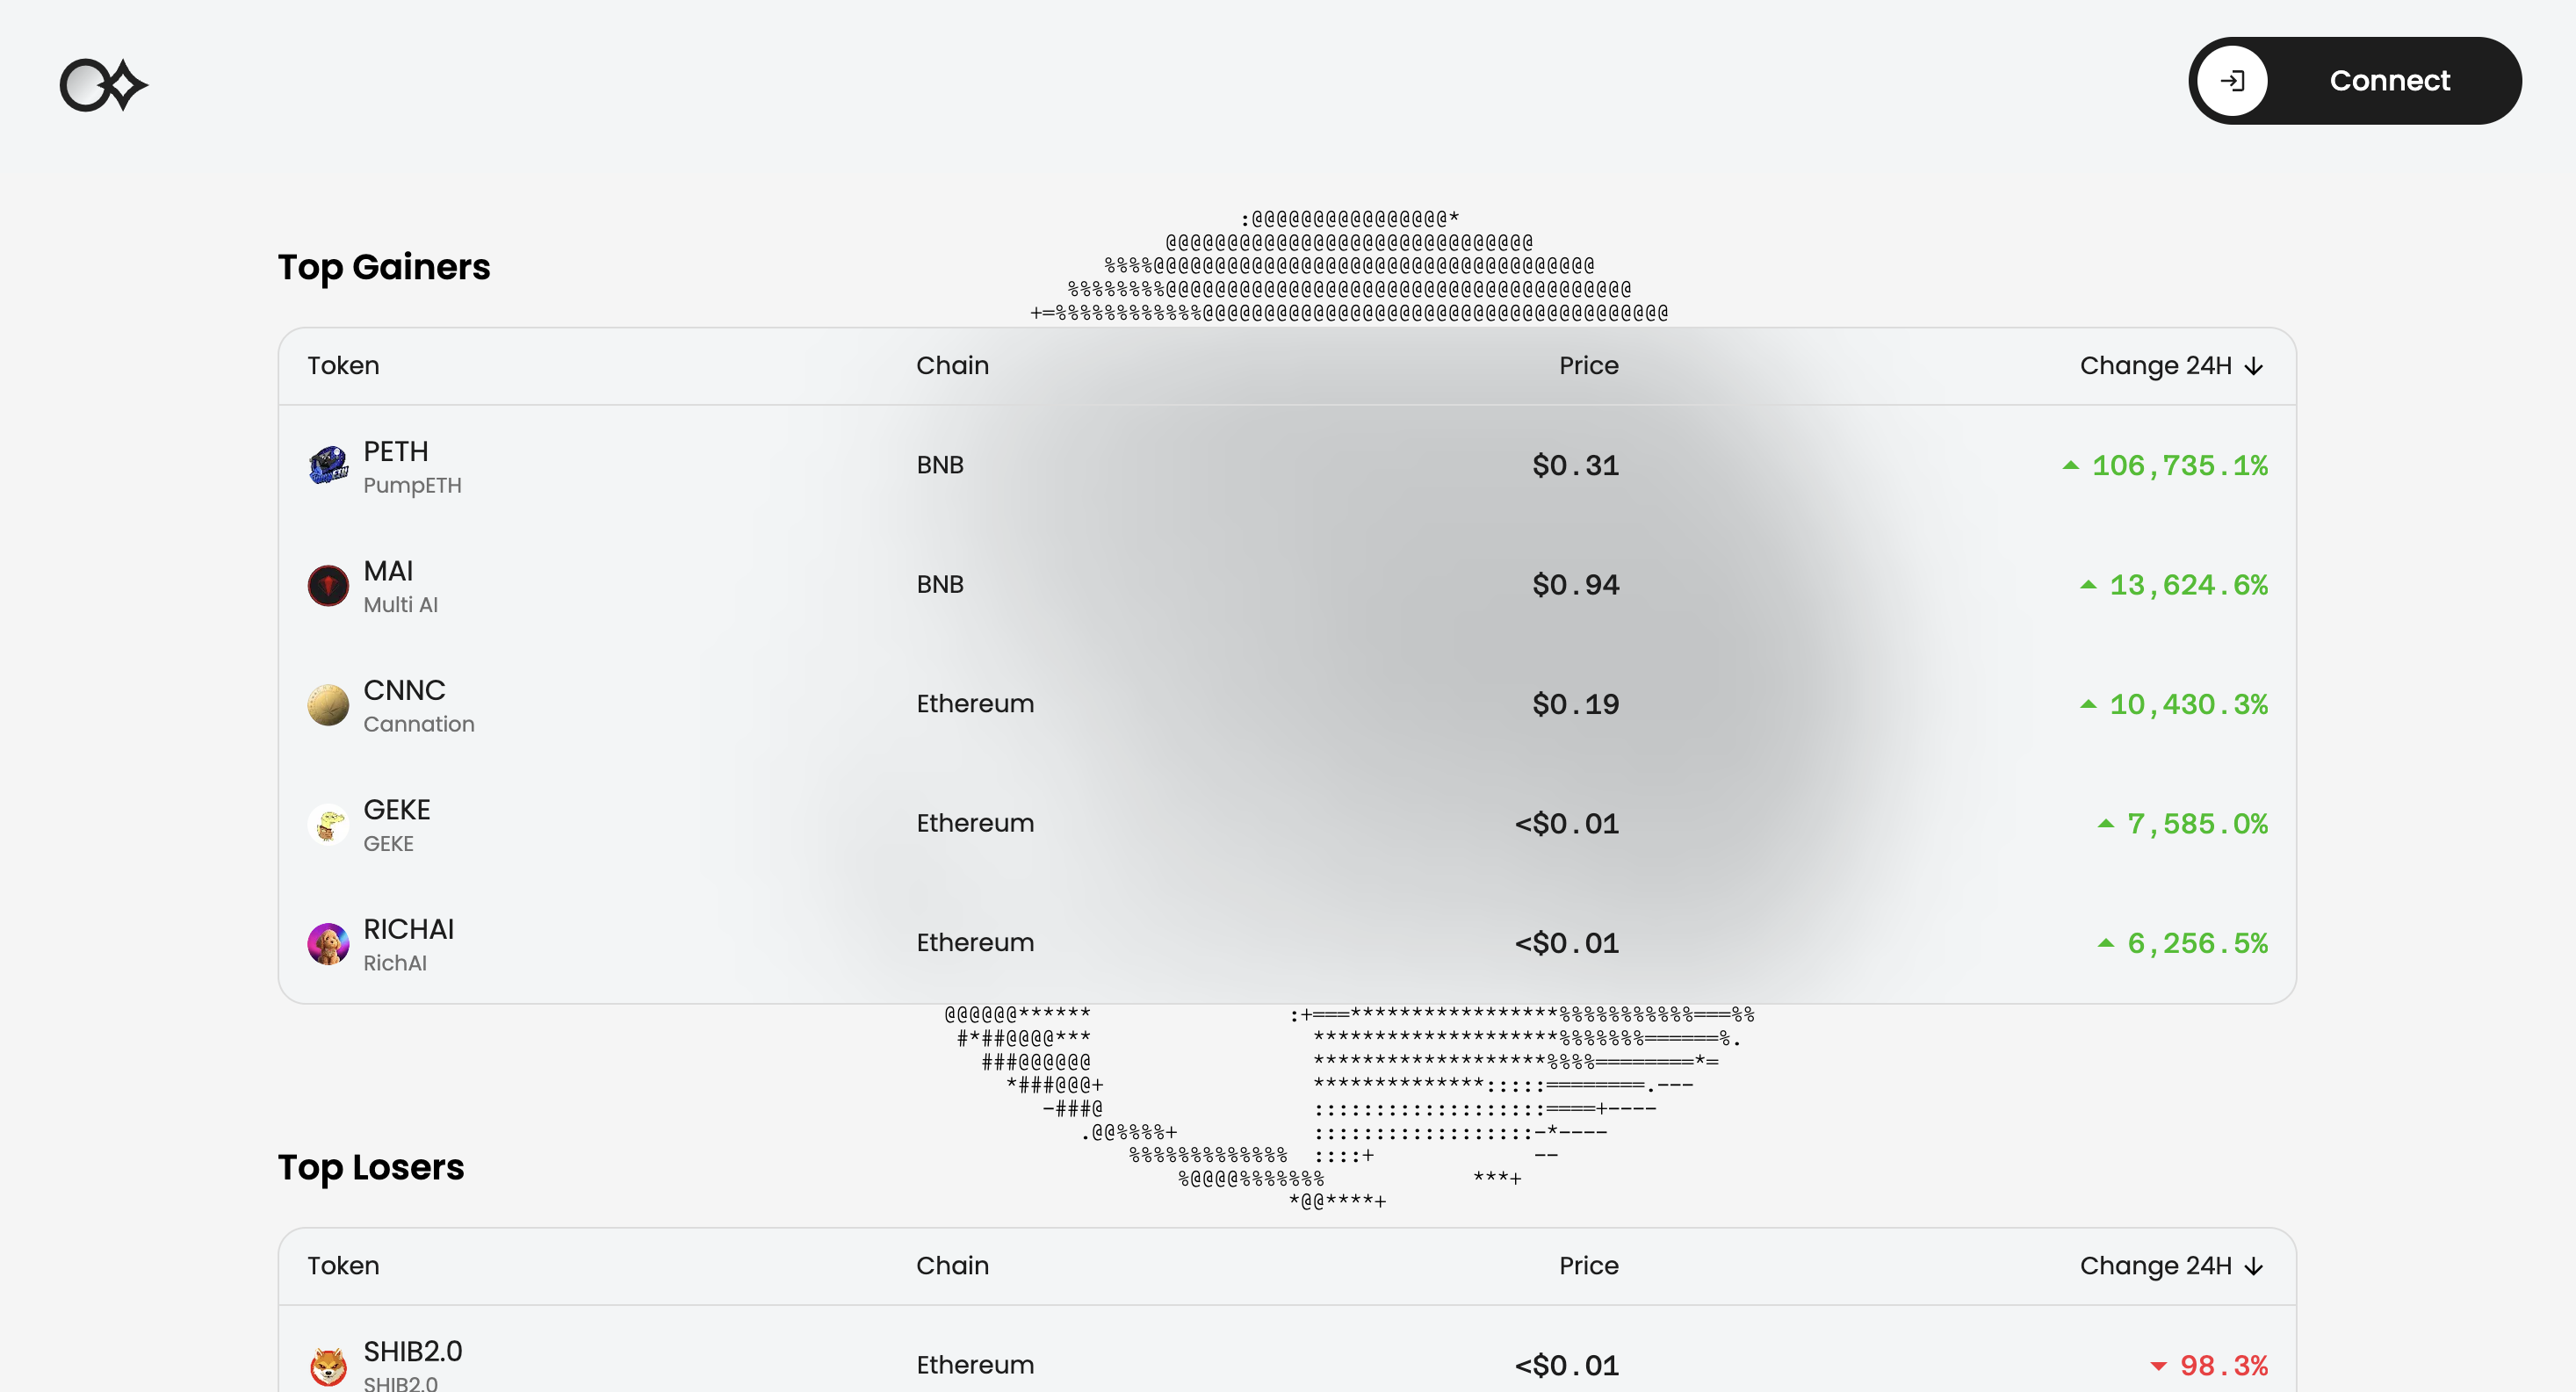 Connect
:@@@@@@@@@@@@@@@@*
@@@@@@@@@@@@@@@@@@@@@@@@@@@@@@
Top Gainers
%%%%@@@@@@@@@@@@@@@@@@@@@@@@@@@@@@@@@@@@
%%%%%%%%@@@@@@@@@@@@@@@@@@@@@@@@@@@@@@@@@@@@@@
+=%%%%%%%%%%%%@@@@@@@@@@@@@@@@@@@@@@@@@@@@@@@@@@@@@@
Token Chain Price Change 24H ↓
PETH
PumpETH
BNB $0.31 ▲ 106,735.1%
MAI
Multi AI
BNB $0.94 ▲ 13,624.6%
CNNC
Cannation
Ethereum $0.19 ▲ 10,430.3%
GEKE
GEKE
Ethereum <$0.01 ▲ 7,585.0%
RICHAI
RichAI
Ethereum <$0.01 ▲ 6,256.5%
@@@@@@****** :+===*****************%%%%%%%%%%%===%%
#*##@@@@*** ********************%%%%%%%======%.
###@@@@@@ *******************%%%%========*=
*###@@@+ **************:::::========.---
-###@ :::::::::::::::::::====+----
.@@%%%%+ ::::::::::::::::::-*----
%%%%%%%%%%%%% ::::+ --
Top Losers
%@@@@%%%%%%% ***+
*@@****+
Token Chain Price Change 24H ↓
SHIB2.0
SHIB2.0
Ethereum <$0.01 ▼ 98.3%